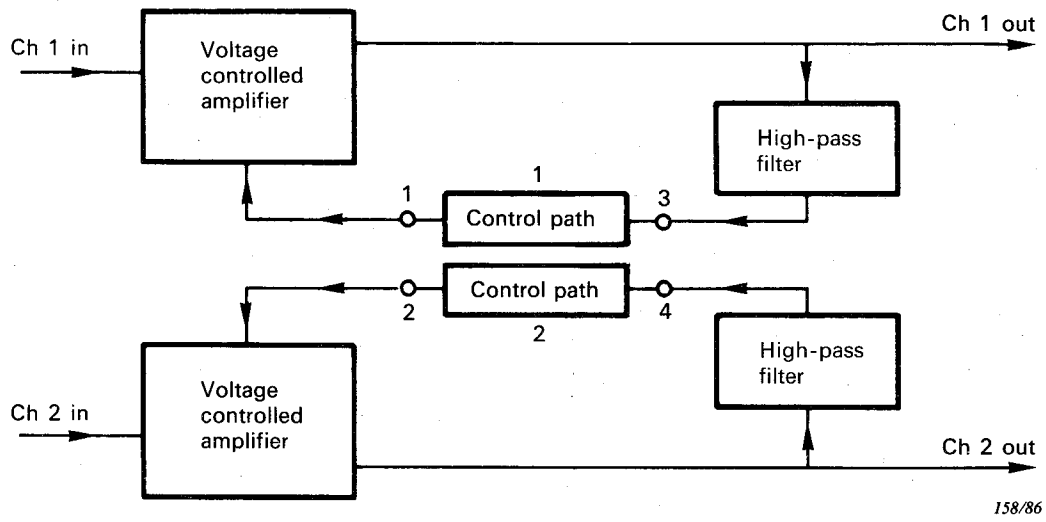 Ch 1 in
Voltage
controlled
amplifier
Ch 1 out
High-pass
filter
1
1
Control path
3
2
Control path
2
4
High-pass
filter
Ch 2 in
Voltage
controlled
amplifier
Ch 2 out
158/86